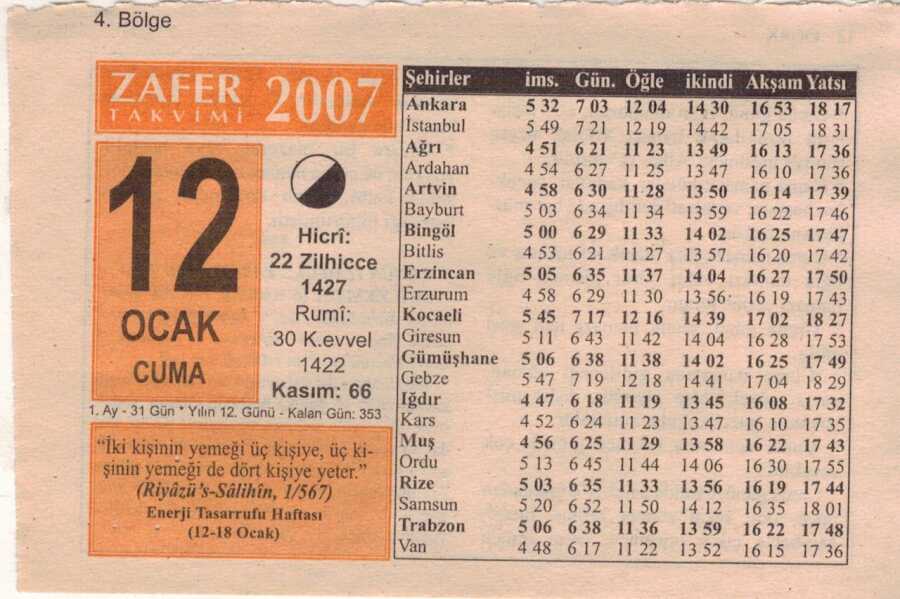 4. Bölge
ZAFER
TAKVİMİ
2007
12
OCAK
CUMA
Hicrî:
22 Zilhicce
1427
Rumî:
30 K.evvel
1422
Kasım: 66
1. Ay - 31 Gün * Yılın 12. Günü - Kalan Gün: 353
“İki kişinin yemeği üç kişiye, üç ki-
şinin yemeği de dört kişiye yeter.”
(Riyâzü's-Sâlihîn, 1/567)
Enerji Tasarrufu Haftası
(12-18 Ocak)
Şehirler ims. Gün. Öğle ikindi Akşam Yatsı
Ankara 5 32 7 03 12 04 14 30 16 53 18 17
İstanbul 5 49 7 21 12 19 14 42 17 05 18 31
Ağrı 4 51 6 21 11 23 13 49 16 13 17 36
Ardahan 4 54 6 27 11 25 13 47 16 10 17 36
Artvin 4 58 6 30 11 28 13 50 16 14 17 39
Bayburt 5 03 6 34 11 34 13 59 16 22 17 46
Bingöl 5 00 6 29 11 33 14 02 16 25 17 47
Bitlis 4 53 6 21 11 27 13 57 16 20 17 42
Erzincan 5 05 6 35 11 37 14 04 16 27 17 50
Erzurum 4 58 6 29 11 30 13 56 16 19 17 43
Kocaeli 5 45 7 17 12 16 14 39 17 02 18 27
Giresun 5 11 6 43 11 42 14 04 16 28 17 53
Gümüşhane 5 06 6 38 11 38 14 02 16 25 17 49
Gebze 5 47 7 19 12 18 14 41 17 04 18 29
Iğdır 4 47 6 18 11 19 13 45 16 08 17 32
Kars 4 52 6 24 11 23 13 47 16 10 17 35
Muş 4 56 6 25 11 29 13 58 16 22 17 43
Ordu 5 13 6 45 11 44 14 06 16 30 17 55
Rize 5 03 6 35 11 33 13 56 16 19 17 44
Samsun 5 20 6 52 11 50 14 12 16 35 18 01
Trabzon 5 06 6 38 11 36 13 59 16 22 17 48
Van 4 48 6 17 11 22 13 52 16 15 17 36